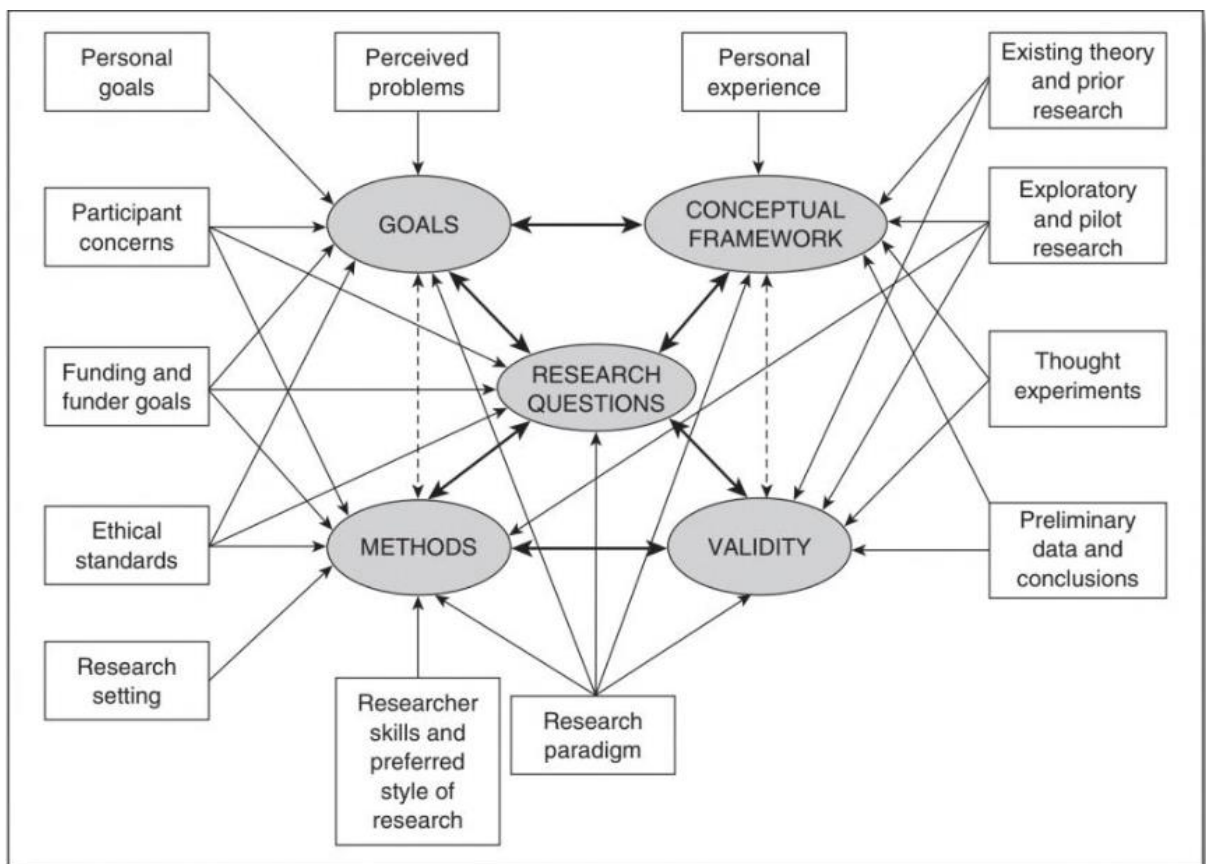 Personal
goals
Perceived
problems
Personal
experience
Existing theory
and prior
research
Participant
concerns
GOALS
CONCEPTUAL
FRAMEWORK
Exploratory
and pilot
research
Funding and
funder goals
RESEARCH
QUESTIONS
Thought
experiments
Ethical
standards
METHODS
VALIDITY
Preliminary
data and
conclusions
Research
setting
Researcher
skills and
preferred
style of
research
Research
paradigm